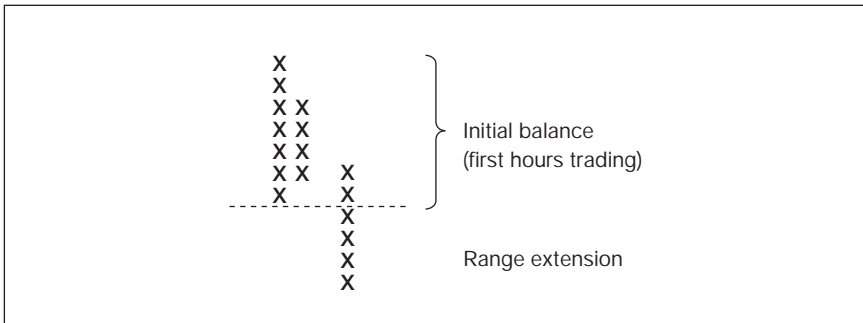 X
X
X X
X X
X X
X X X
X X
X
X
X
X
Initial balance
(first hours trading)
Range extension